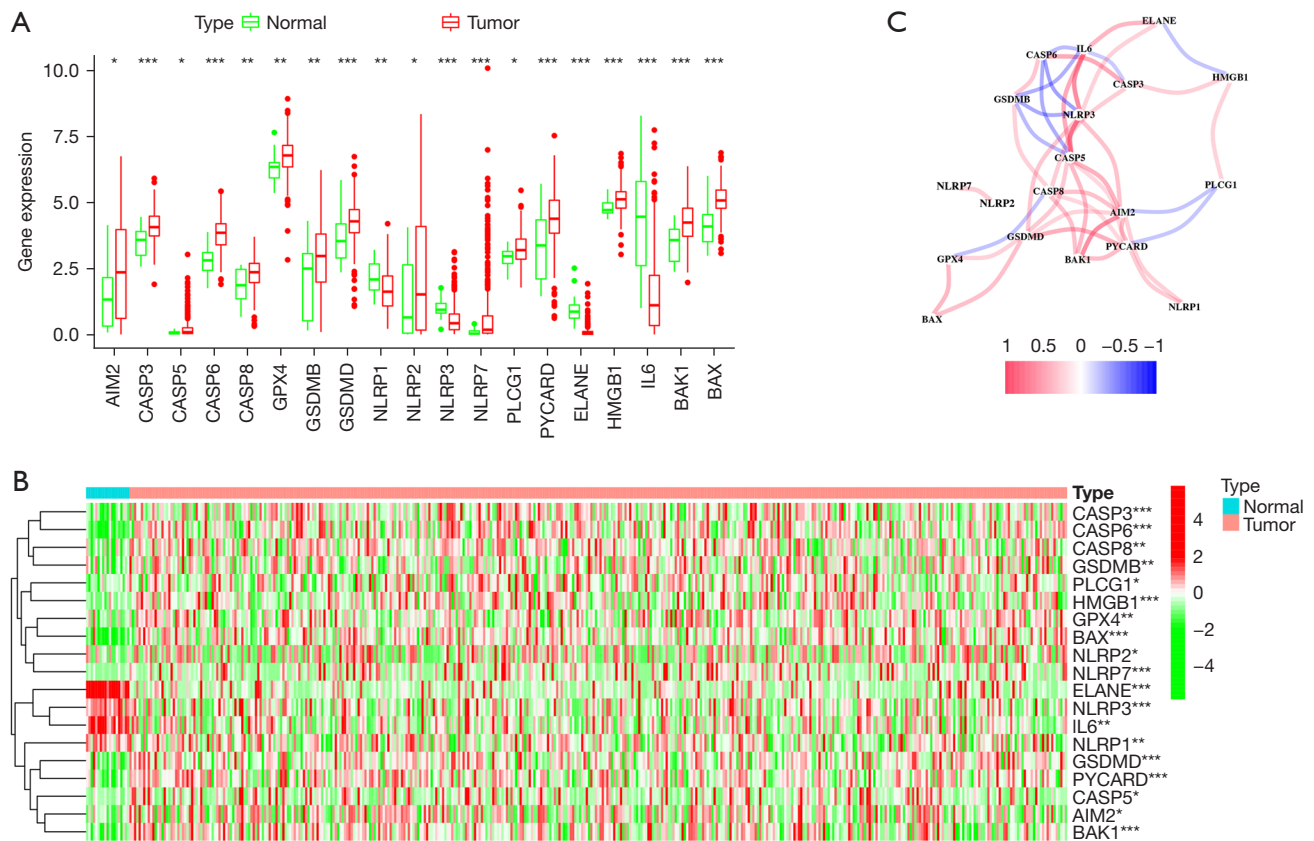 A
Type Normal Tumor
* *** * *** ** ** ** *** ** * *** *** * *** *** *** *** *** ***
10.0
7.5
5.0
2.5
0.0
Gene expression
AIM2
CASP3
CASP5
CASP6
CASP8
GPX4
GSDMB
GSDMD
NLRP1
NLRP2
NLRP3
NLRP7
PLCG1
PYCARD
ELANE
HMGB1
IL6
BAK1
BAX
C
ELANE
IL6
CASP6
HMGB1
CASP3
GSDMB
NLRP3
CASP5
NLRP7
CASP8
PLCG1
NLRP2
AIM2
GSDMD
PYCARD
GPX4
BAK1
NLRP1
BAX
1 0.5 0 −0.5 −1
B
Type
CASP3***
CASP6***
CASP8**
GSDMB**
PLCG1*
HMGB1***
GPX4**
BAX***
NLRP2*
NLRP7***
ELANE***
NLRP3***
IL6**
NLRP1**
GSDMD***
PYCARD***
CASP5*
AIM2*
BAK1***
4
2
0
−2
−4
Type
Normal
Tumor